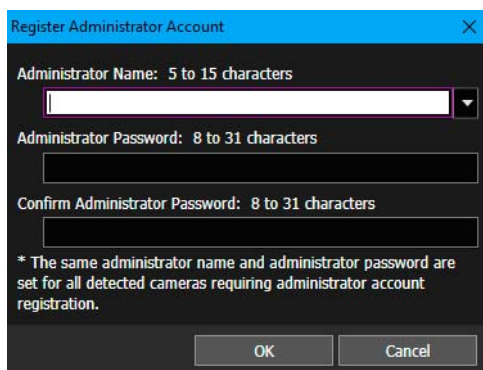 Register Administrator Account
Administrator Name: 5 to 15 characters
Administrator Password: 8 to 31 characters
Confirm Administrator Password: 8 to 31 characters
* The same administrator name and administrator password are
set for all detected cameras requiring administrator account
registration.
OK Cancel